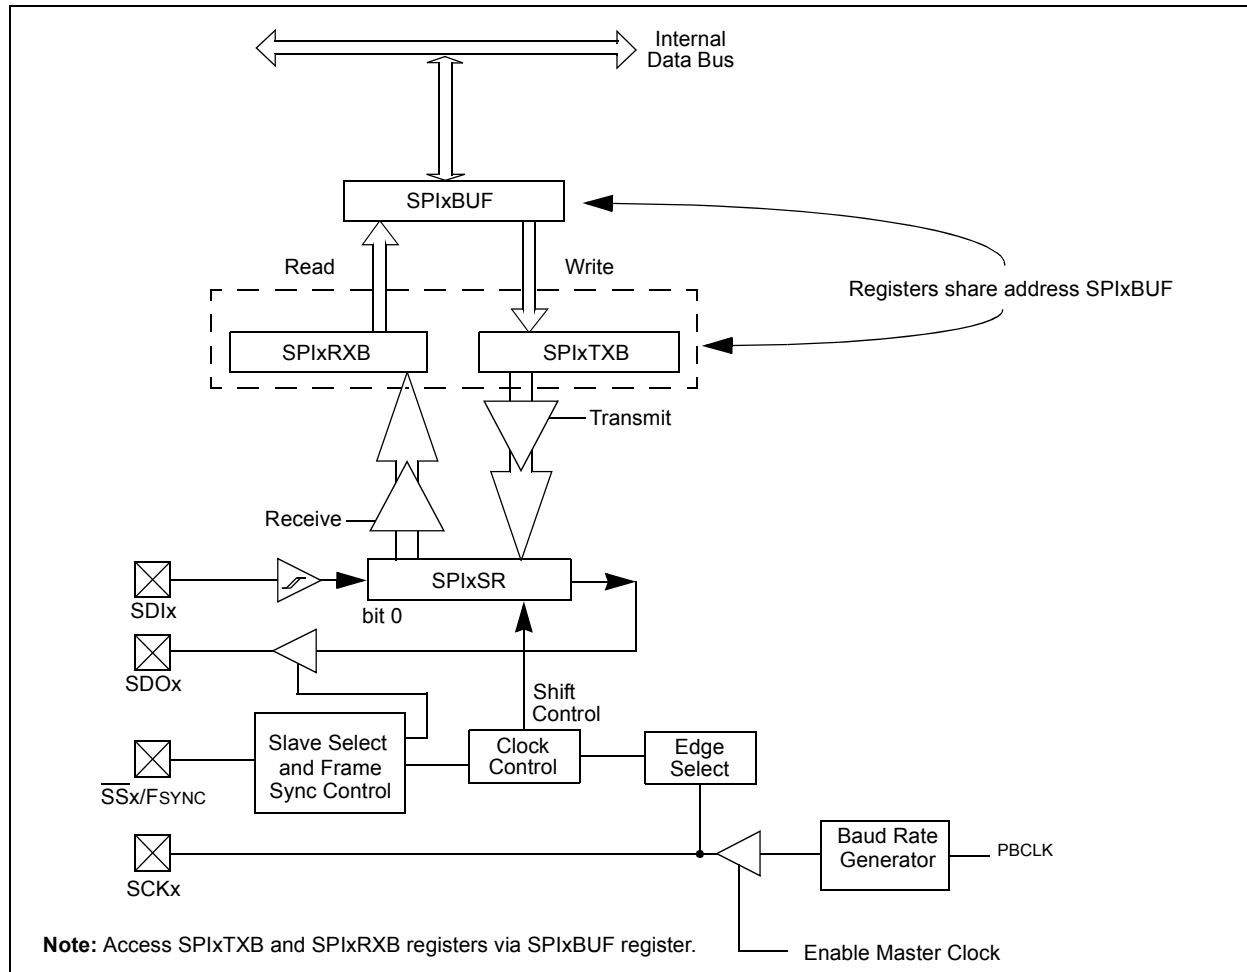 Internal
Data Bus
SPIxBUF
Read
Write
Registers share address SPIxBUF
SPIxRXB
SPIxTXB
Transmit
Receive
SPIxSR
SDIx
bit 0
SDOx
Shift
Control
Slave Select
and Frame
Sync Control
Clock
Control
Edge
Select
SSx/FSYNC
Baud Rate
Generator
PBCLK
SCKx
Note: Access SPIxTXB and SPIxRXB registers via SPIxBUF register.
Enable Master Clock